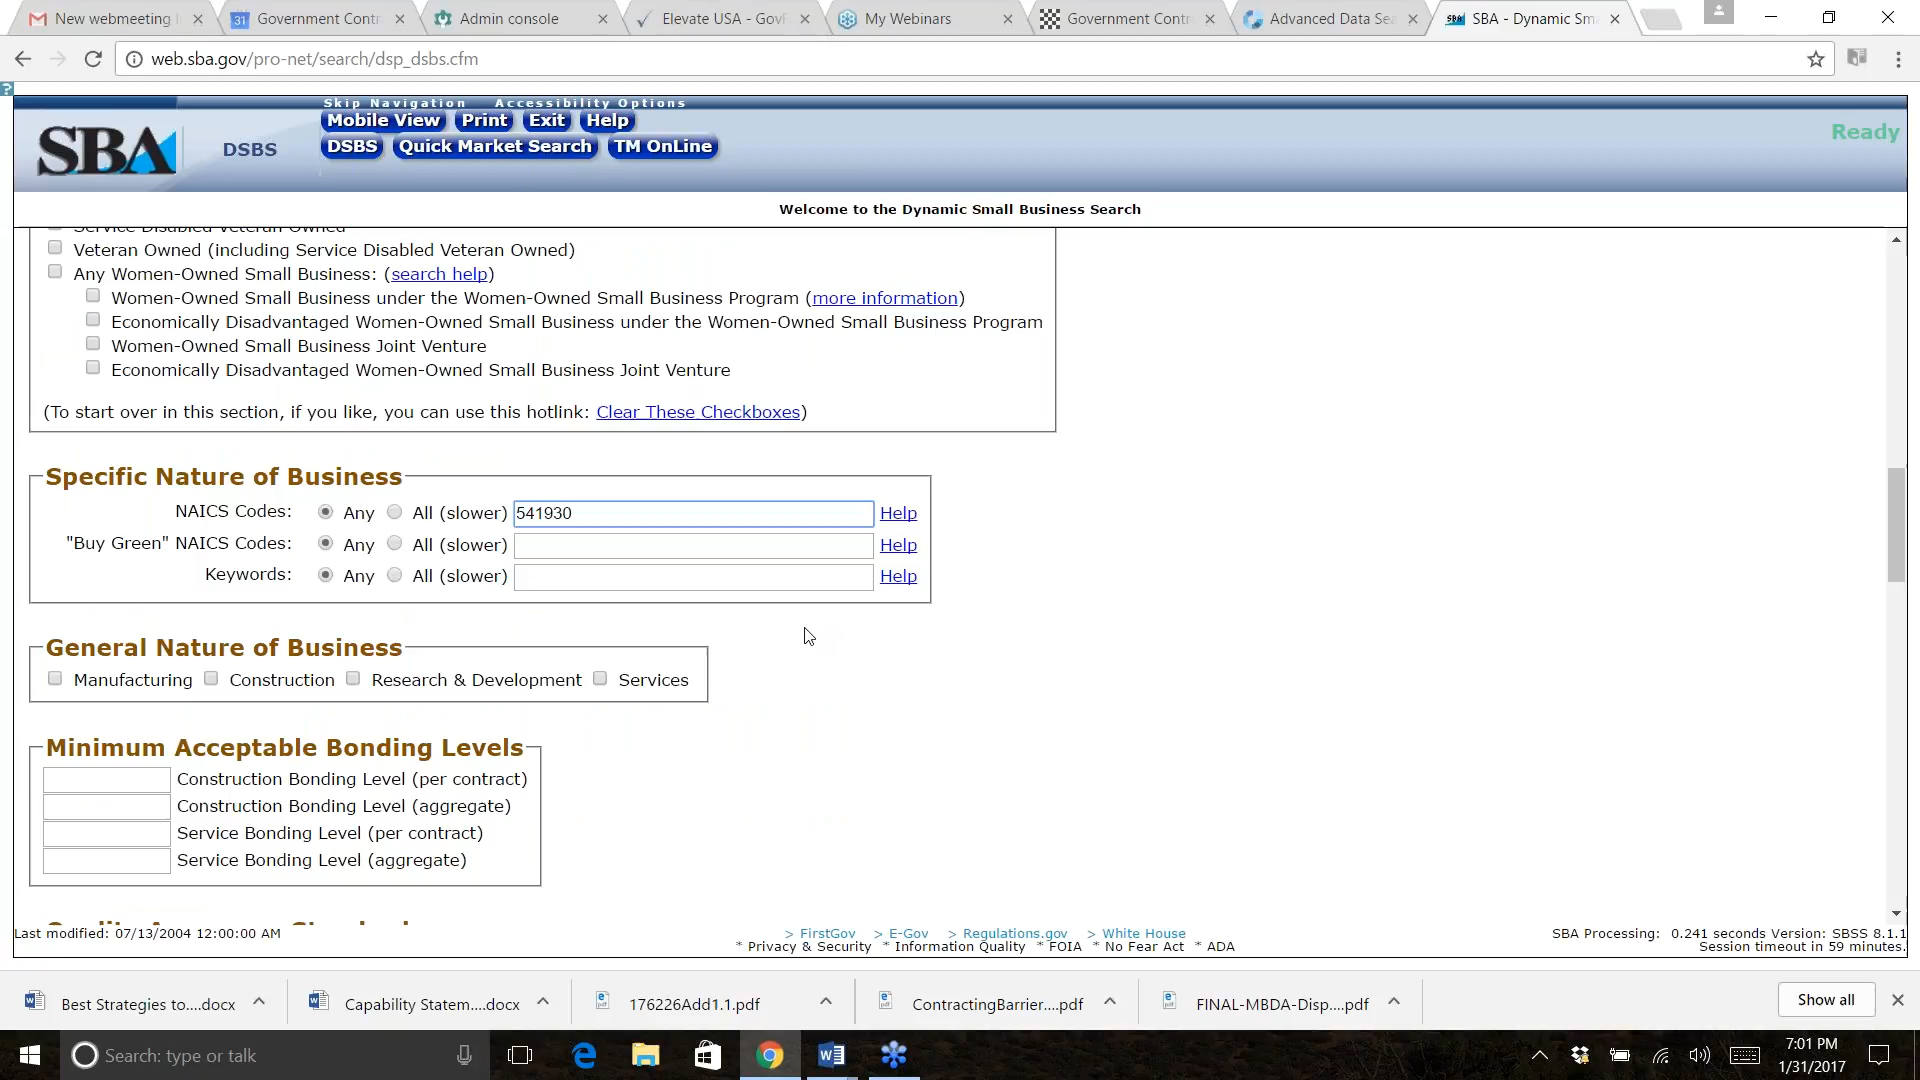 New webmeeting
Government Contr
Admin console
Elevate USA - GovF
My Webinars
Government Contr
Advanced Data Sea
SBA - Dynamic Sma
web.sba.gov/pro-net/search/dsp_dsbs.cfm
?
Skip Navigation Accessibility Options
Mobile View Print Exit Help
DSBS Quick Market Search TM OnLine
SBA
DSBS
Ready
Welcome to the Dynamic Small Business Search
Service Disabled Veteran Owned
Veteran Owned (including Service Disabled Veteran Owned)
Any Women-Owned Small Business: (search help)
Women-Owned Small Business under the Women-Owned Small Business Program (more information)
Economically Disadvantaged Women-Owned Small Business under the Women-Owned Small Business Program
Women-Owned Small Business Joint Venture
Economically Disadvantaged Women-Owned Small Business Joint Venture
(To start over in this section, if you like, you can use this hotlink: Clear These Checkboxes)
Specific Nature of Business
NAICS Codes: Any All (slower) 541930 Help
"Buy Green" NAICS Codes: Any All (slower) Help
Keywords: Any All (slower) Help
General Nature of Business
Manufacturing Construction Research & Development Services
Minimum Acceptable Bonding Levels
Construction Bonding Level (per contract)
Construction Bonding Level (aggregate)
Service Bonding Level (per contract)
Service Bonding Level (aggregate)
Last modified: 07/13/2004 12:00:00 AM
> FirstGov > E-Gov > Regulations.gov > White House
* Privacy & Security * Information Quality * FOIA * No Fear Act * ADA
SBA Processing: 0.241 seconds Version: SBSS 8.1.1
Session timeout in 59 minutes.
Best Strategies to....docx
Capability Statem....docx
176226Add1.1.pdf
ContractingBarrier....pdf
FINAL-MBDA-Disp....pdf
Show all
Search: type or talk
7:01 PM
1/31/2017